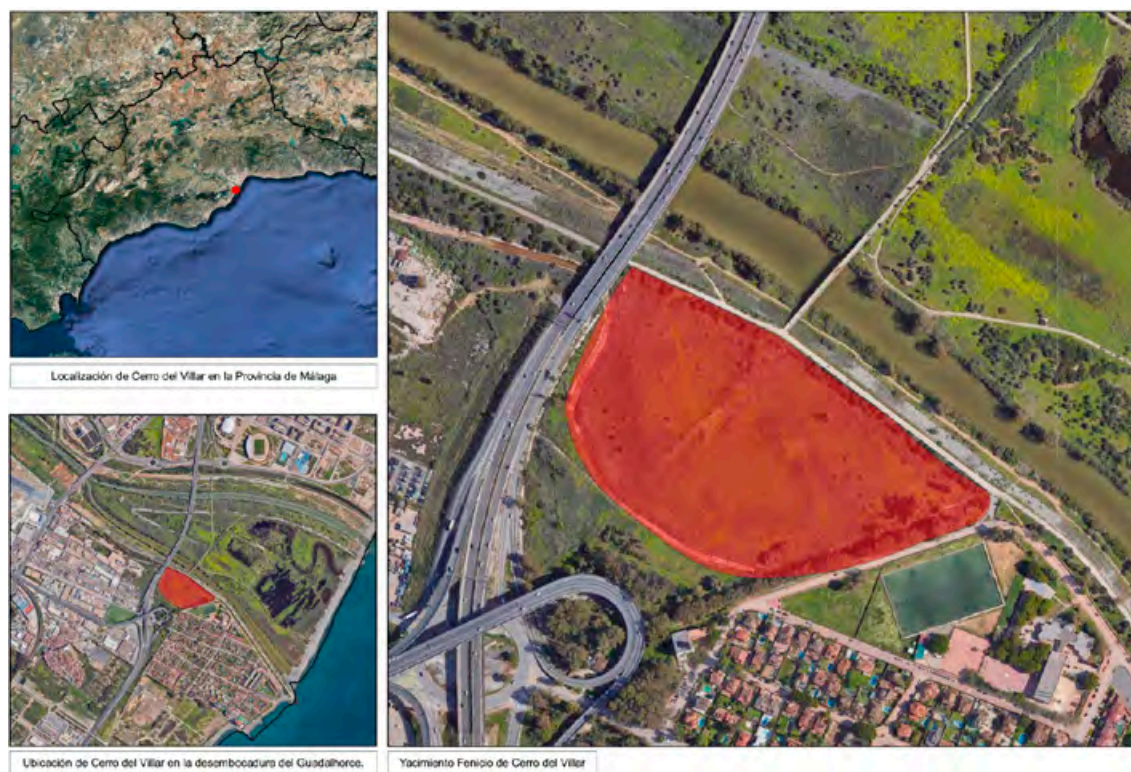 Localización de Cerro del Villar en la Provincia de Málaga
Ubicación de Cerro del Villar en la desembocadura del Guadalhorce.
Yacimiento Fenicio de Cerro del Villar